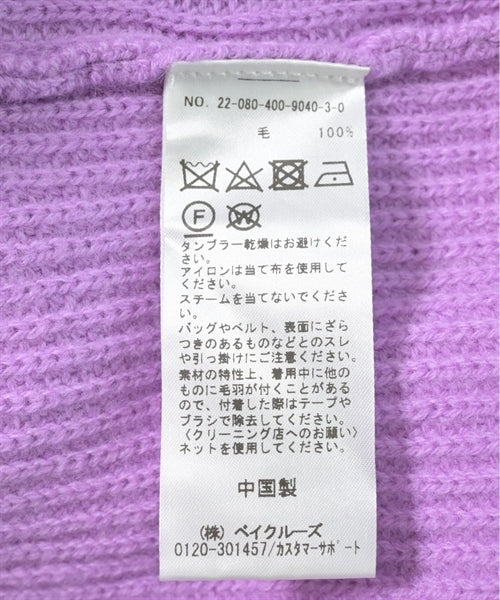 NO. 22-080-400-9040-3-0
毛 100%
F
W
タンブラー乾燥はお避けくだ
さい。
アイロンは当て布を使用してく
ださい。
スチームを当てないでくださ
い。
バッグやベルト、表面にざら
つきのあるものなどとのスレ
や引っ掛けにご注意ください。
素材の特性上、着用中に他の
ものに毛羽が付くことがある
ので、付着した際はテープや
ブラシで除去してください。
〈クリーニング店へのお願い〉
ネットを使用してください。
中国製
(株) ベイクルーズ
0120-301457/カスタマーサポート